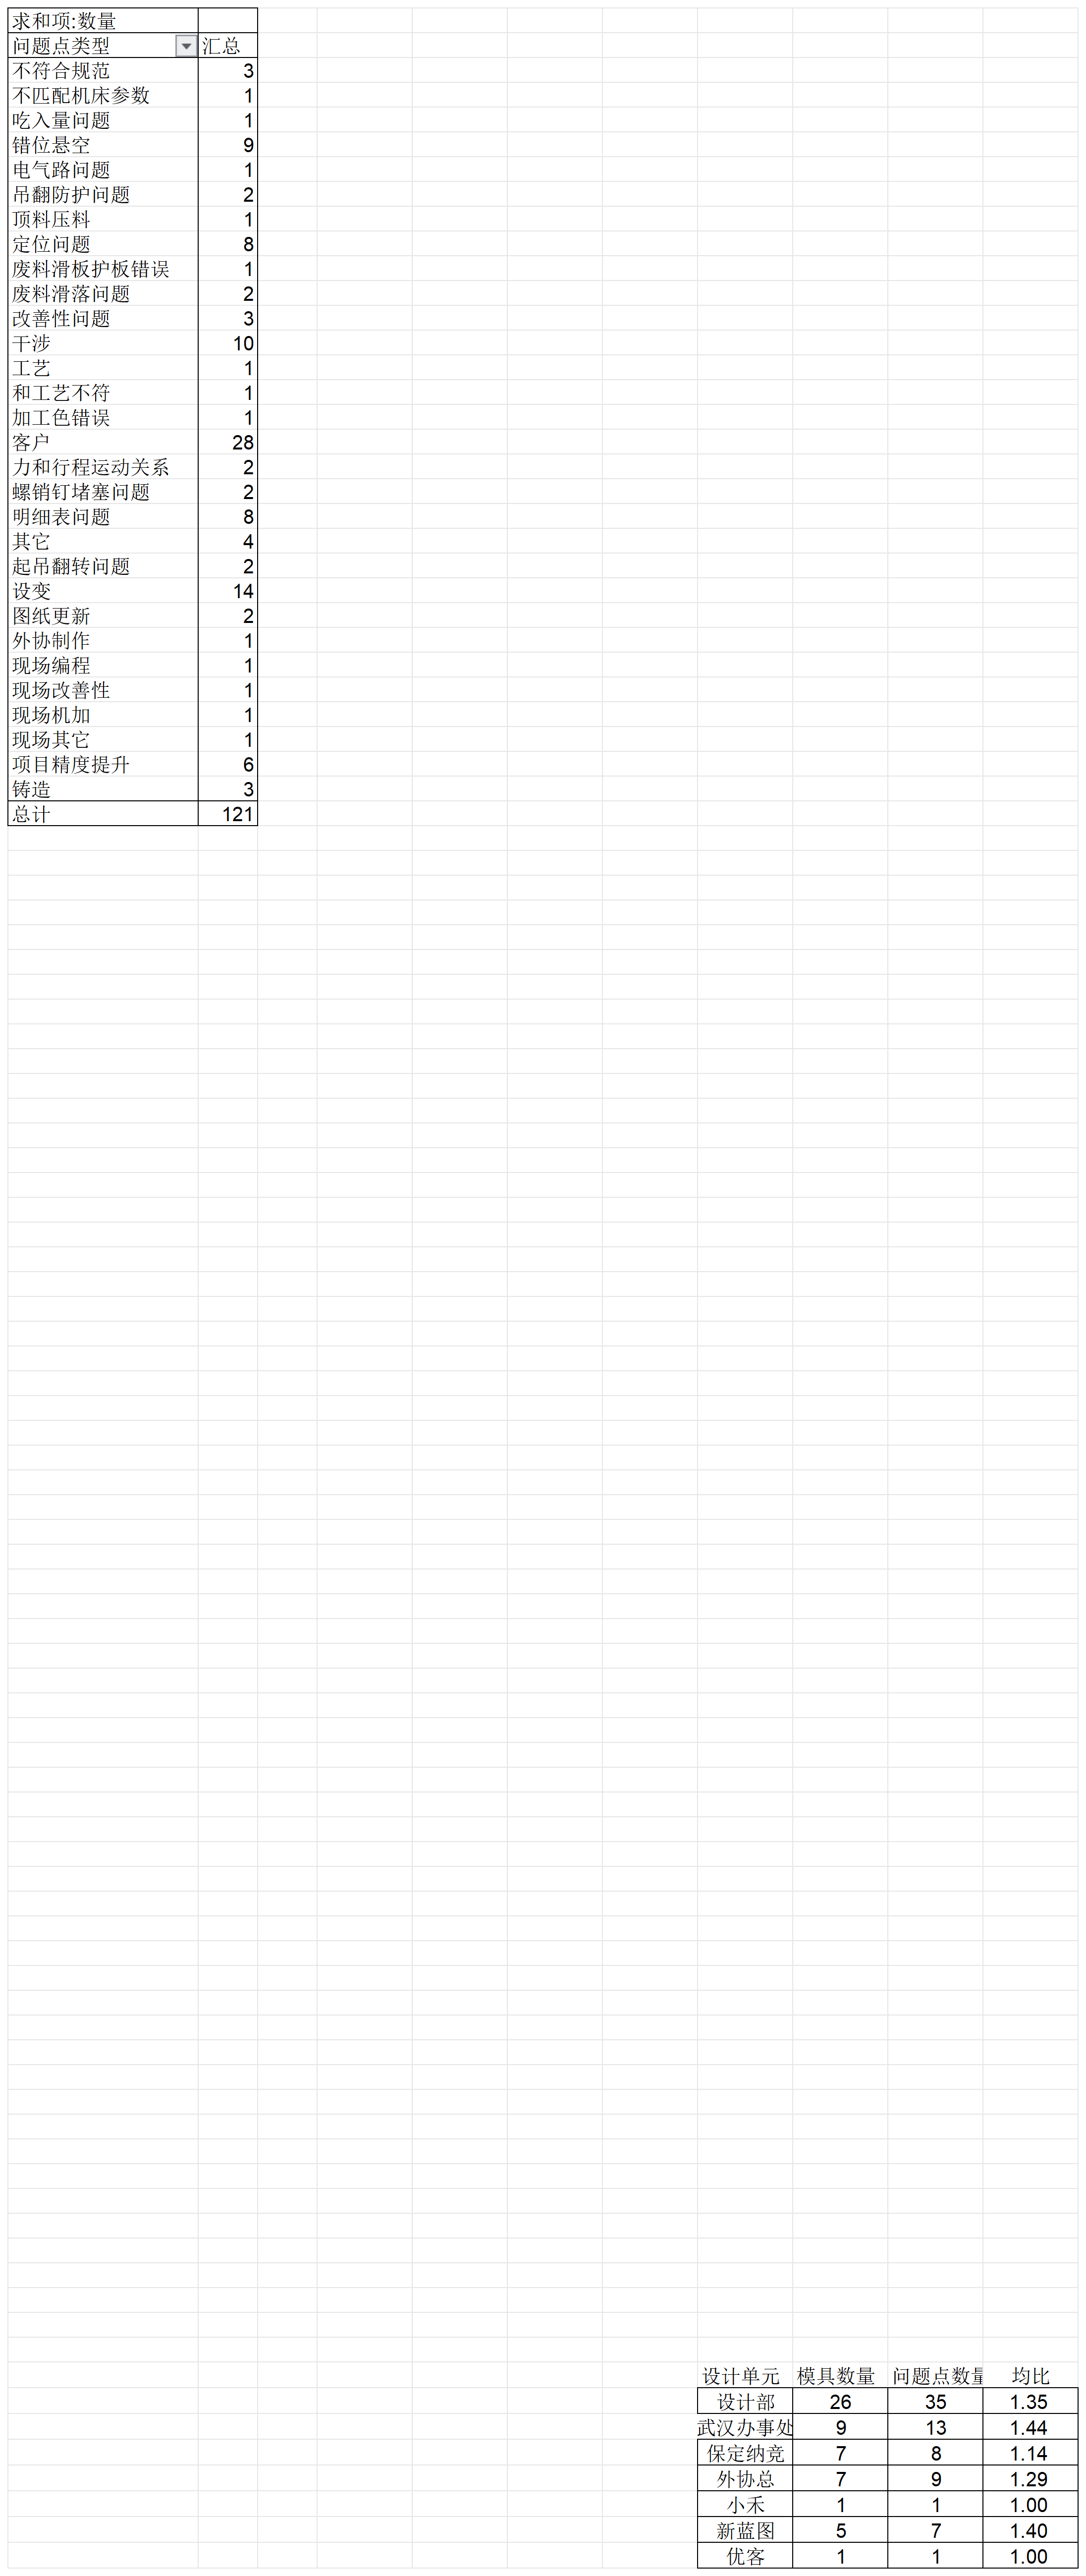 求和项:数量
问题点类型 汇总
不符合规范 3
不匹配机床参数 1
吃入量问题 1
错位悬空 9
电气路问题 1
吊翻防护问题 2
顶料压料 1
定位问题 8
废料滑板护板错误 1
废料滑落问题 2
改善性问题 3
干涉 10
工艺 1
和工艺不符 1
加工色错误 1
客户 28
力和行程运动关系 2
螺销钉堵塞问题 2
明细表问题 8
其它 4
起吊翻转问题 2
设变 14
图纸更新 2
外协制作 1
现场编程 1
现场改善性 1
现场机加 1
现场其它 1
项目精度提升 6
铸造 3
总计 121
设计单元 模具数量 问题点数量 均比
设计部 26 35 1.35
武汉办事处 9 13 1.44
保定纳竞 7 8 1.14
外协总 7 9 1.29
小禾 1 1 1.00
新蓝图 5 7 1.40
优客 1 1 1.00